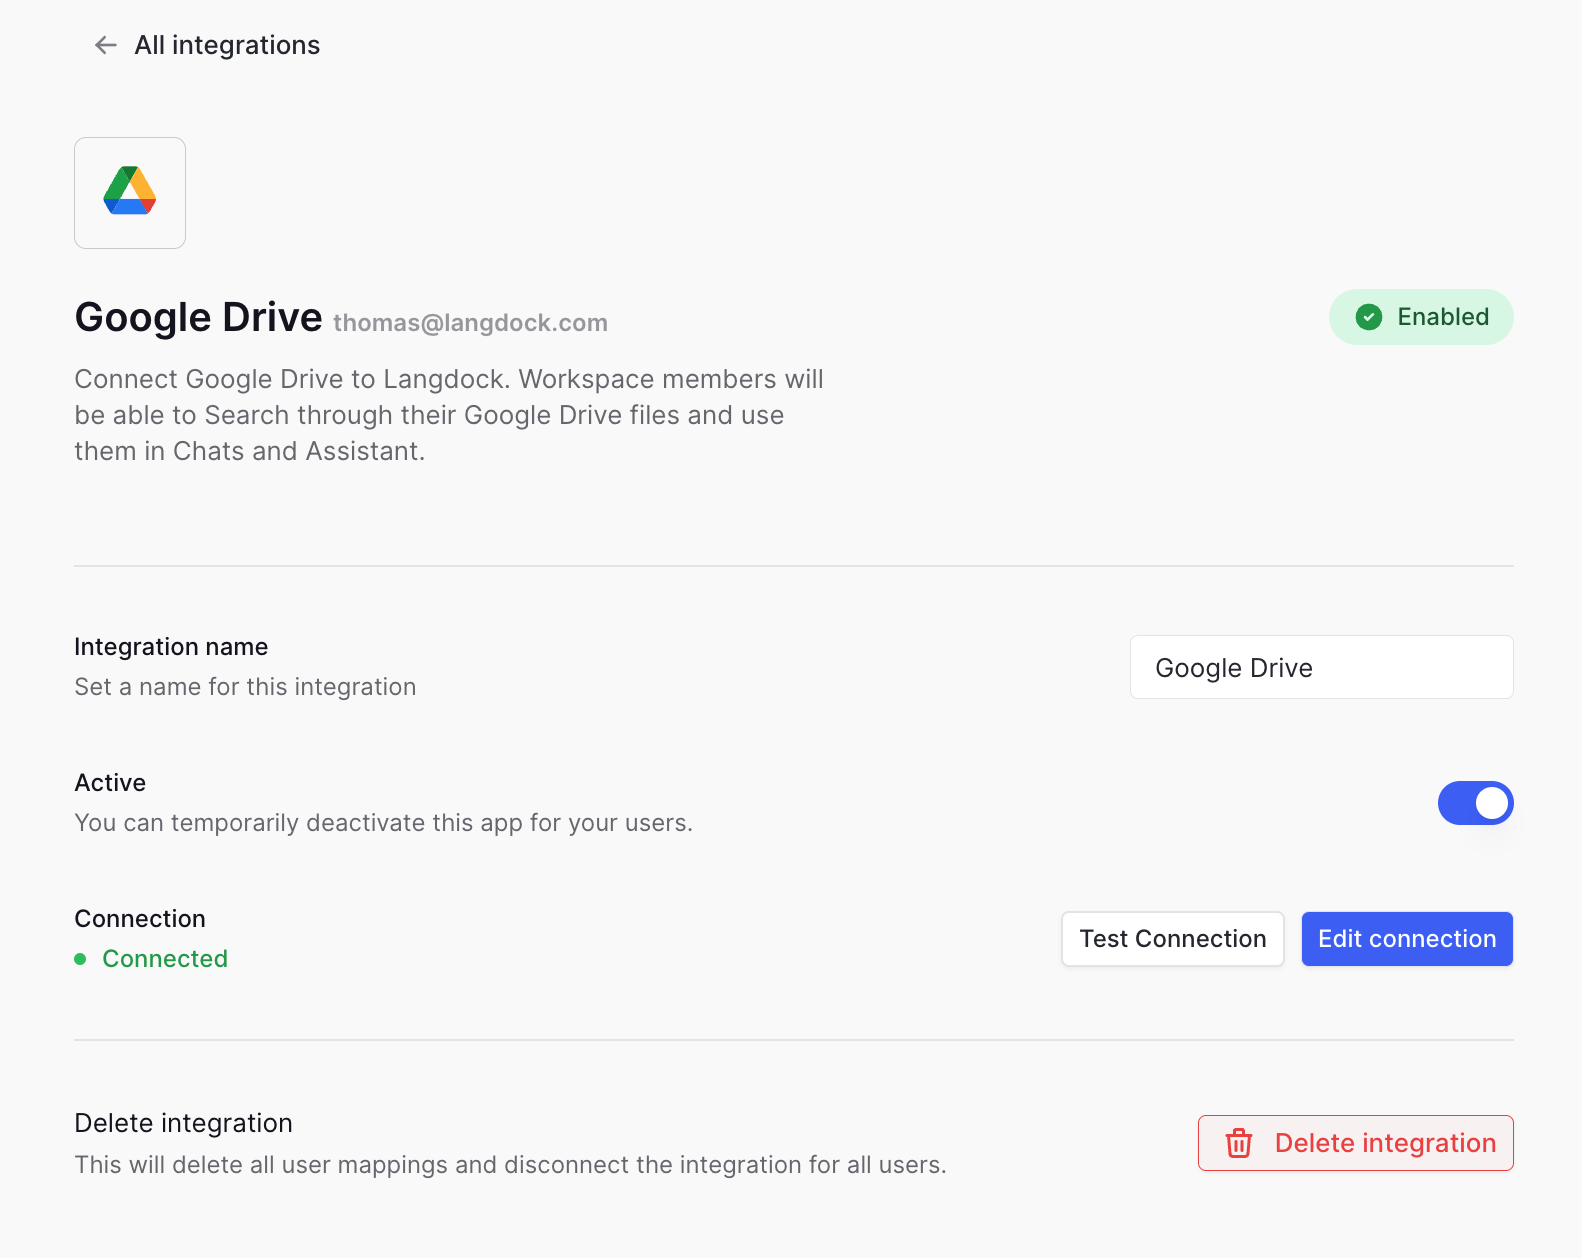 All integrations
Google Drive thomas@langdock.com
Enabled
Connect Google Drive to Langdock. Workspace members will
be able to Search through their Google Drive files and use
them in Chats and Assistant.
Integration name
Set a name for this integration
Google Drive
Active
You can temporarily deactivate this app for your users.
Connection
Connected
Test Connection
Edit connection
Delete integration
This will delete all user mappings and disconnect the integration for all users.
Delete integration